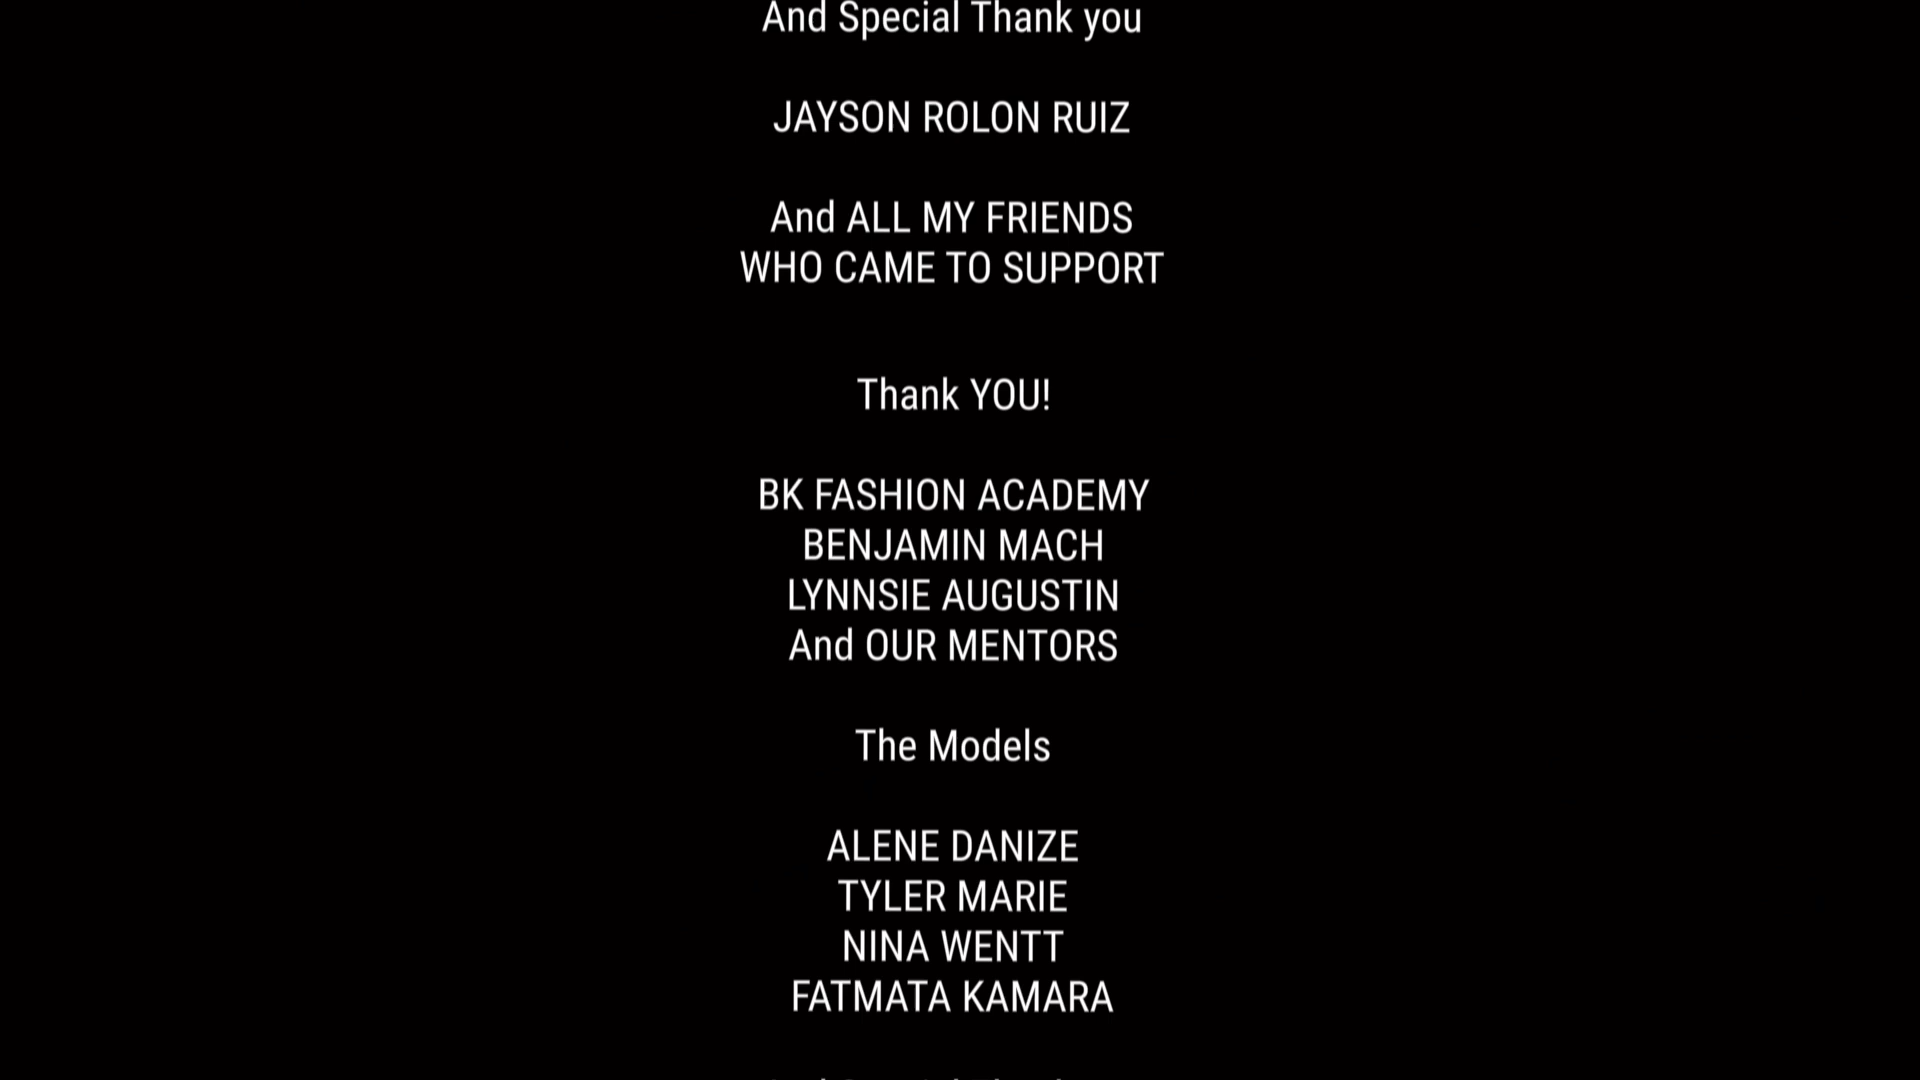 And Special Thank you
JAYSON ROLON RUIZ
And ALL MY FRIENDS
WHO CAME TO SUPPORT
Thank YOU!
BK FASHION ACADEMY
BENJAMIN MACH
LYNNSIE AUGUSTIN
And OUR MENTORS
The Models
ALENE DANIZE
TYLER MARIE
NINA WENTT
FATMATA KAMARA